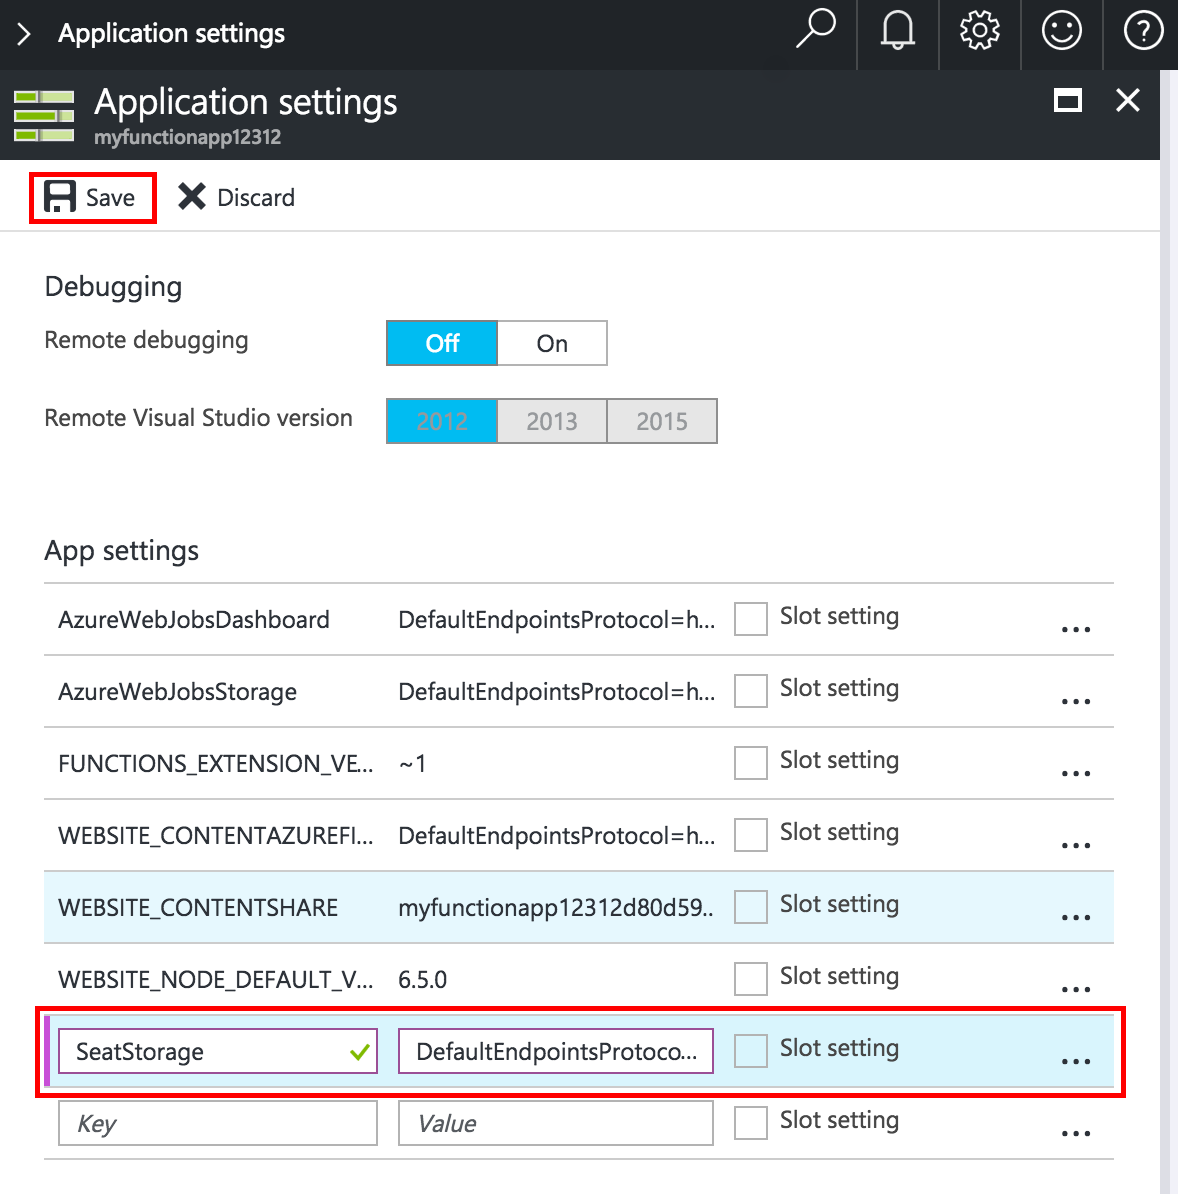 Application settings
?
Application settings
myfunctionapp12312
Save Discard
Debugging
Remote debugging Off On
Remote Visual Studio version 2012 2013 2015
App settings
AzureWebJobsDashboard DefaultEndpointsProtocol=h... Slot setting ...
AzureWebJobsStorage DefaultEndpointsProtocol=h... Slot setting ...
FUNCTIONS_EXTENSION_VE... ~1 Slot setting ...
WEBSITE_CONTENTAZUREFI... DefaultEndpointsProtocol=h... Slot setting ...
WEBSITE_CONTENTSHARE myfunctionapp12312d80d59.. Slot setting ...
WEBSITE_NODE_DEFAULT_V... 6.5.0 Slot setting ...
SeatStorage DefaultEndpointsProtoco... Slot setting ...
Key Value Slot setting ...